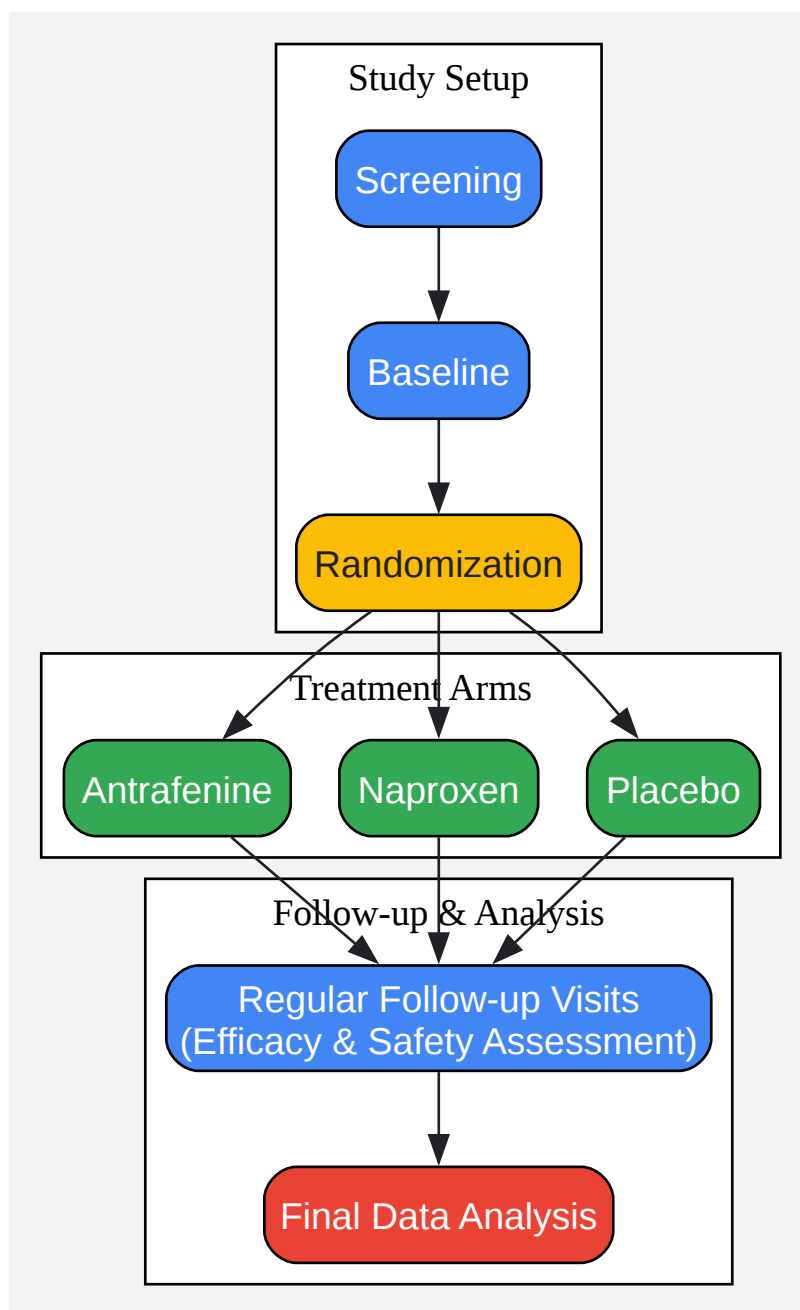 Study Setup
Screening
Baseline
Randomization
Treatment Arms
Antrafenine
Naproxen
Placebo
Follow-up & Analysis
Regular Follow-up Visits
(Efficacy & Safety Assessment)
Final Data Analysis